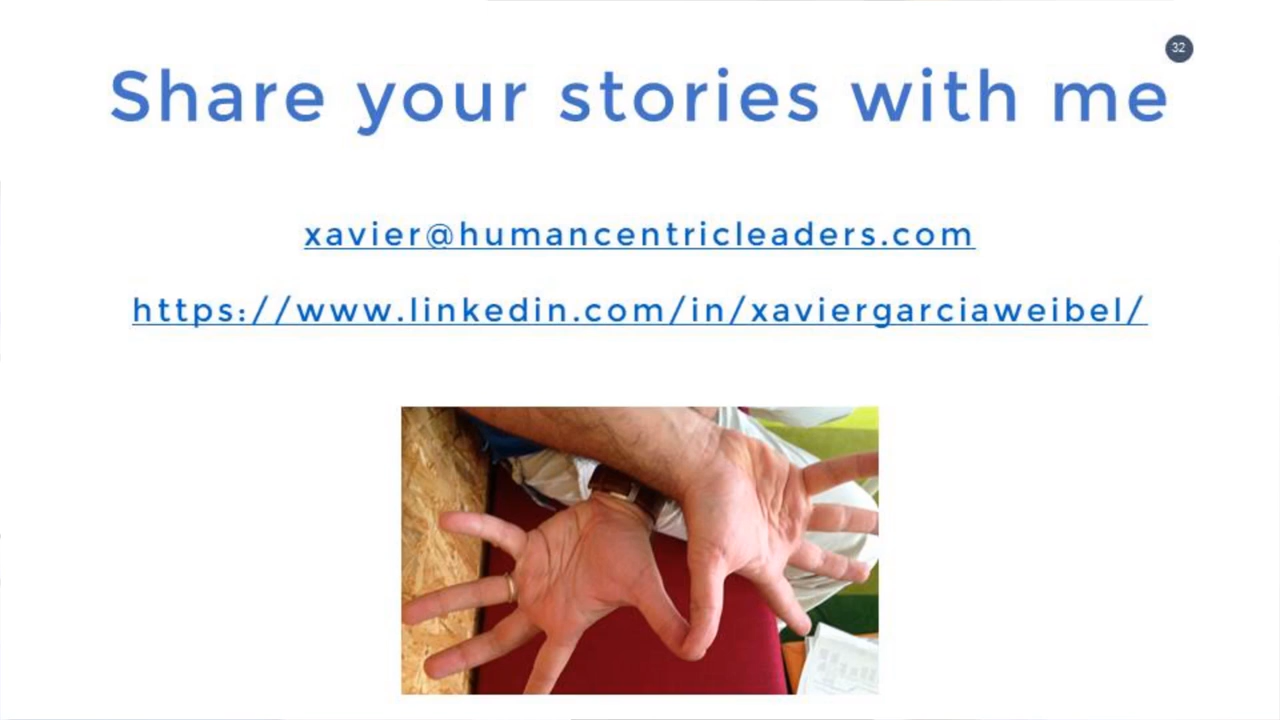 32
Share your stories with me
xavier@humancentricleaders.com
https://www.linkedin.com/in/xaviergarciaweibel/